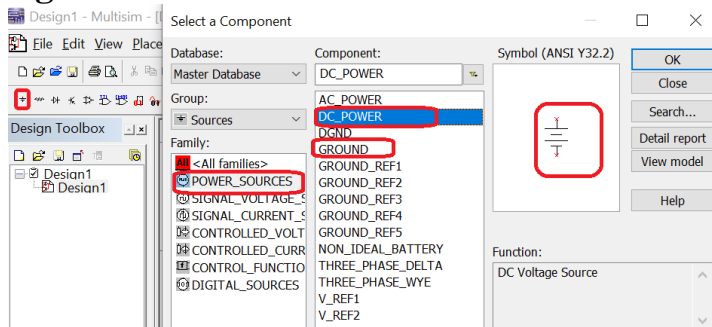 Design1 - Multisim - [
File Edit View Place
Design Toolbox
Design1
Design1
Select a Component
Database:
Master Database
Group:
Sources
Family:
All <All families>
POWER_SOURCES
SIGNAL_VOLTAGE_S
SIGNAL_CURRENT_S
CONTROLLED_VOLT
CONTROLLED_CURR
CONTROL_FUNCTIO
DIGITAL_SOURCES
Component:
DC_POWER
AC_POWER
DC_POWER
DGND
GROUND
GROUND_REF1
GROUND_REF2
GROUND_REF3
GROUND_REF4
GROUND_REF5
NON_IDEAL_BATTERY
THREE_PHASE_DELTA
THREE_PHASE_WYE
V_REF1
V_REF2
Symbol (ANSI Y32.2)
Function:
DC Voltage Source
OK
Close
Search...
Detail report
View model
Help